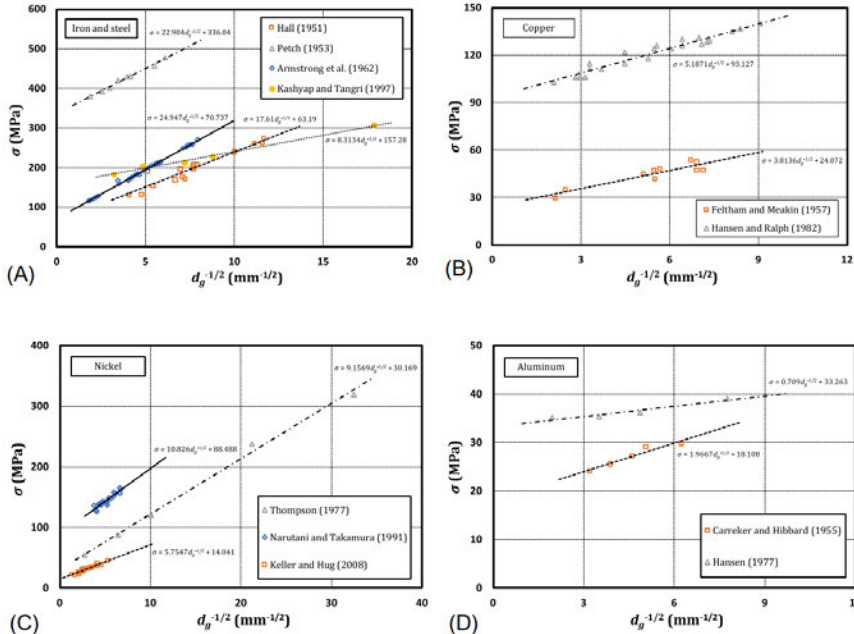 Iron and steel
Hall (1951)
Petch (1953)
Armstrong et al. (1962)
Kashyap and Tangri (1997)
σ = 22.904d_g^-1/2 + 336.04
σ = 24.947d_g^-1/2 + 70.737
σ = 17.61d_g^-1/2 + 63.19
σ = 8.3134d_g^-1/2 + 157.28
600
500
400
300
200
100
0
σ (MPa)
0 5 10 15 20
d_g^-1/2 (mm^-1/2)
(A)
Copper
σ = 5.1871d_g^-1/2 + 93.127
σ = 3.8136d_g^-1/2 + 24.072
Feltham and Meakin (1957)
Hansen and Ralph (1982)
150
120
90
60
30
0
σ (MPa)
0 3 6 9 12
d_g^-1/2 (mm^-1/2)
(B)
Nickel
σ = 9.1569d_g^-1/2 + 30.169
σ = 10.826d_g^-1/2 + 88.488
σ = 5.7547d_g^-1/2 + 14.041
Thompson (1977)
Narutani and Takamura (1991)
Keller and Hug (2008)
400
300
200
100
0
σ (MPa)
0 10 20 30 40
d_g^-1/2 (mm^-1/2)
(C)
Aluminum
σ = 0.709d_g^-1/2 + 33.263
σ = 1.9667d_g^-1/2 + 18.108
Carreker and Hibbard (1955)
Hansen (1977)
50
40
30
20
10
0
σ (MPa)
0 3 6 9
d_g^-1/2 (mm^-1/2)
(D)